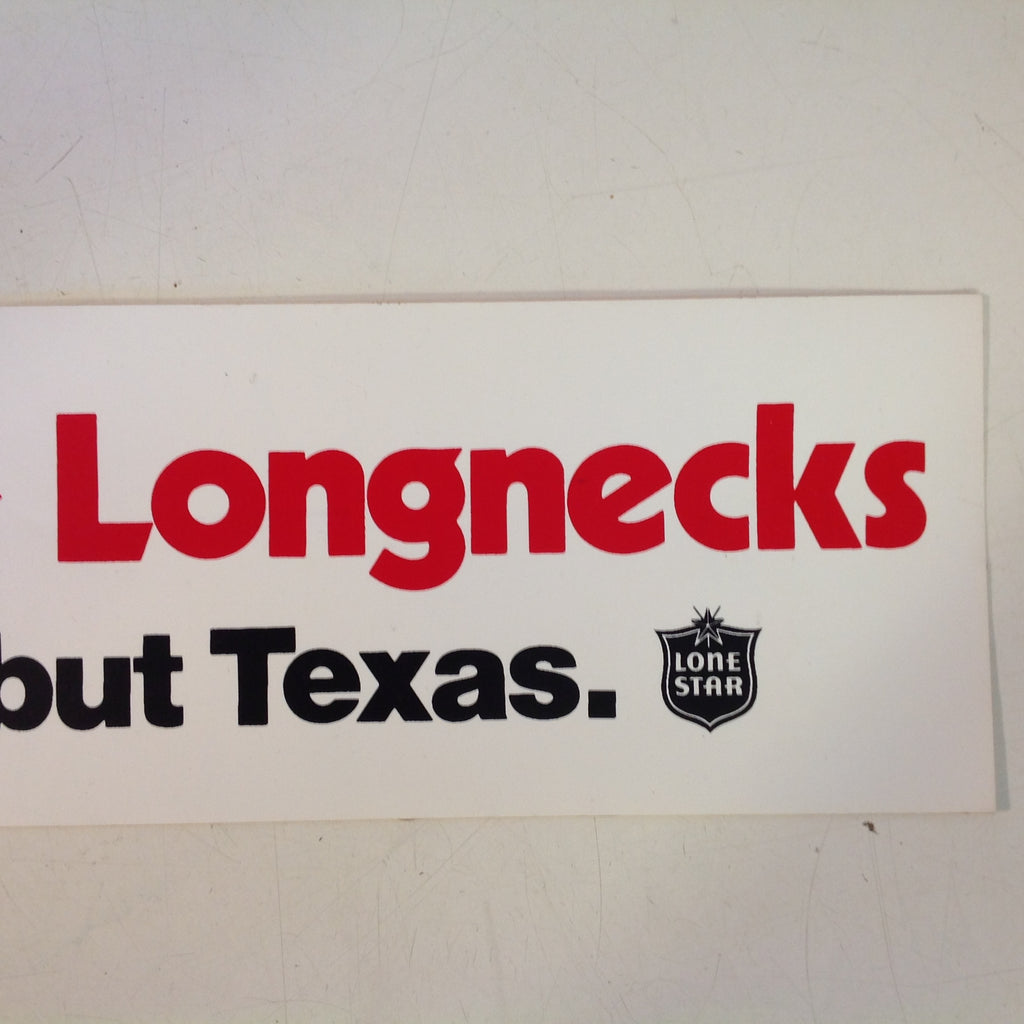 Longnecks
but Texas.
LONE
STAR